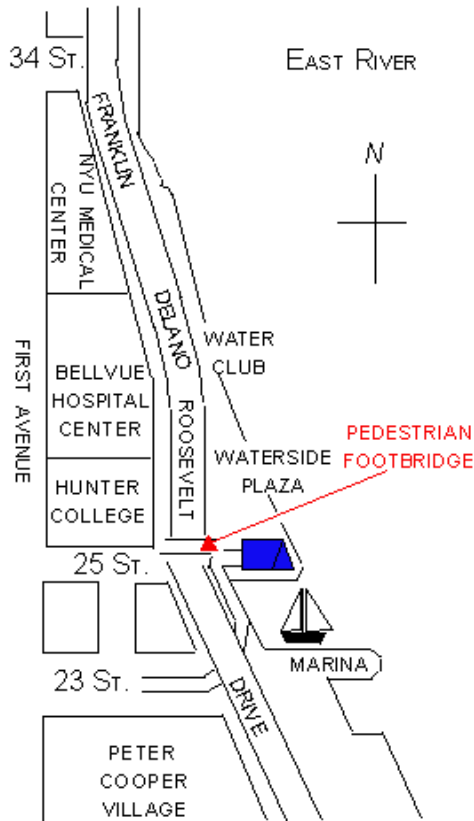 34 ST.
EAST RIVER
FRANKLIN
N
NYU MEDICAL
CENTER
DELANO
WATER
CLUB
FIRST AVENUE
BELLVUE
HOSPITAL
CENTER
ROOSEVELT
PEDESTRIAN
FOOTBRIDGE
WATERSIDE
PLAZA
HUNTER
COLLEGE
25 ST.
MARINA
23 ST.
DRIVE
PETER
COOPER
VILLAGE